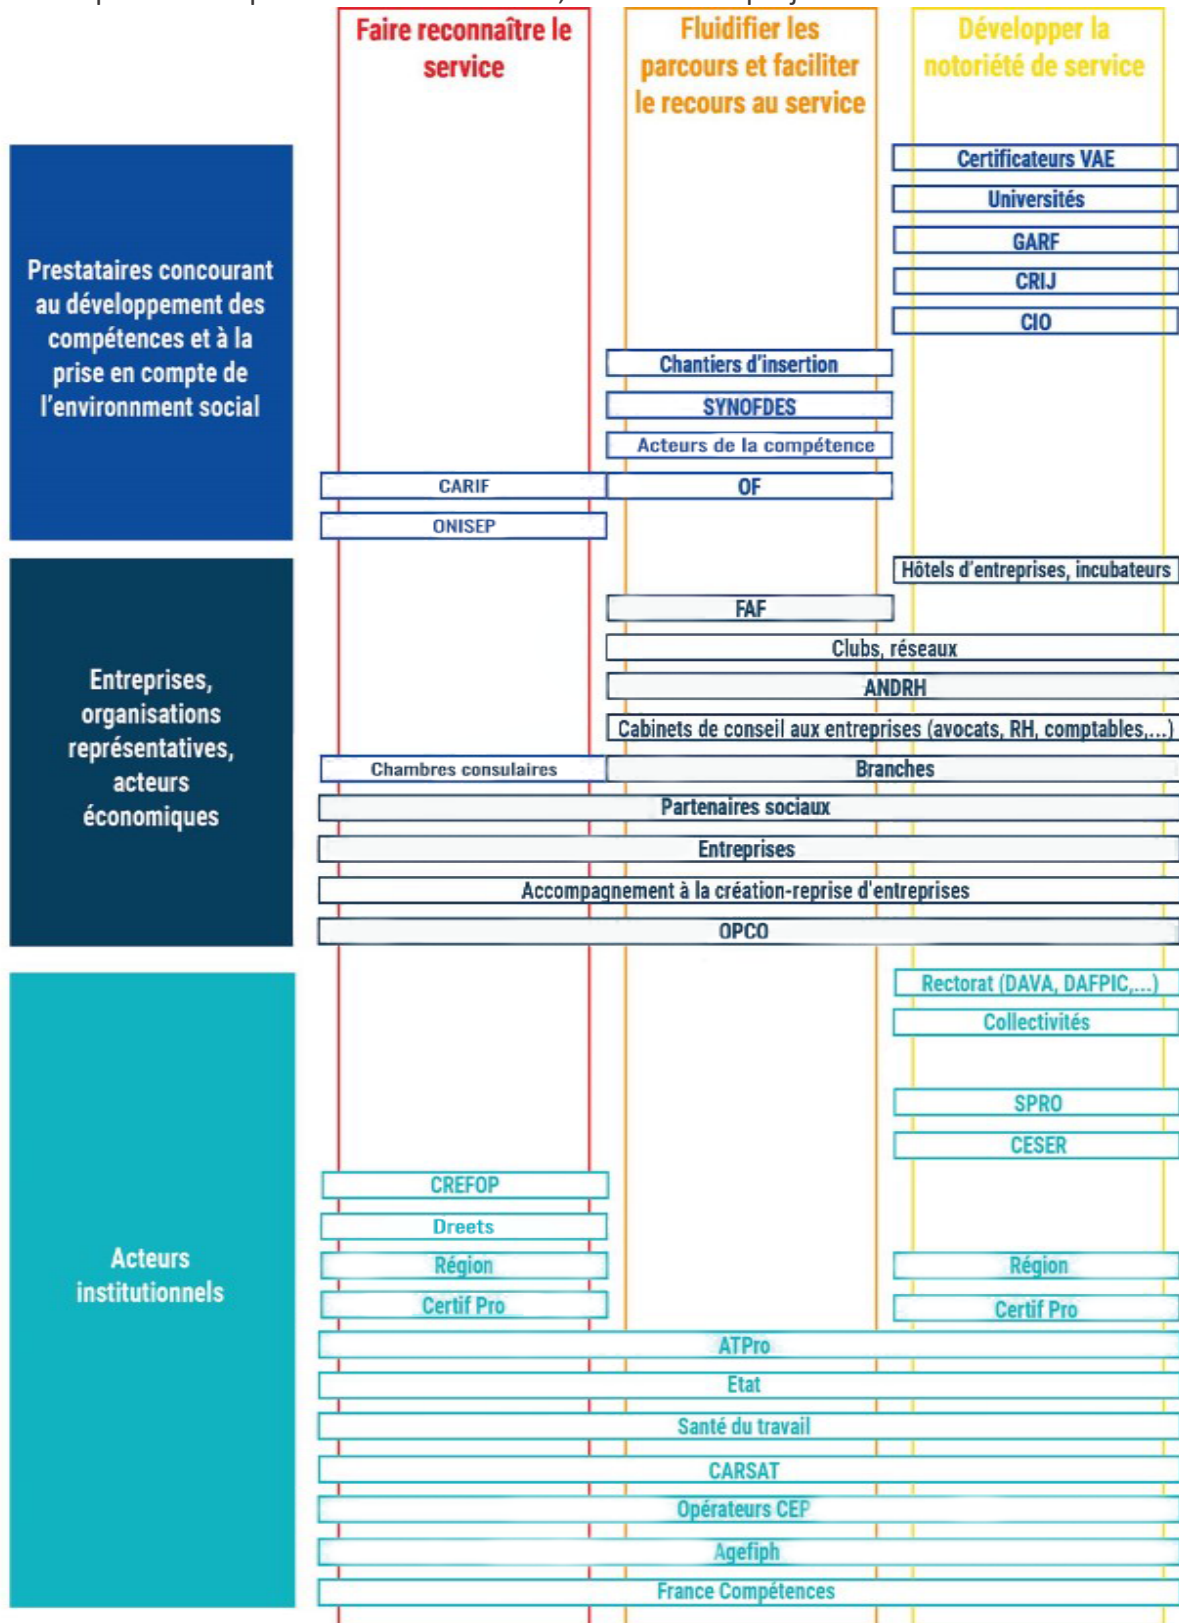 Faire reconnaître le
service
Fluidifier les
parcours et faciliter
le recours au service
Développer la
notoriété de service
Prestataires concourant
au développement des
compétences et à la
prise en compte de
l'environnment social
Certificateurs VAE
Universités
GARF
CRIJ
CIO
Chantiers d'insertion
SYNOFDES
Acteurs de la compétence
CARIF
OF
ONISEP
Entreprises,
organisations
représentatives,
acteurs
économiques
Hôtels d'entreprises, incubateurs
FAF
Clubs, réseaux
ANDRH
Cabinets de conseil aux entreprises (avocats, RH, comptables,...)
Chambres consulaires
Branches
Partenaires sociaux
Entreprises
Accompagnement à la création-reprise d'entreprises
OPCO
Acteurs
institutionnels
Rectorat (DAVA, DAFPIC,...)
Collectivités
SPRO
CESER
CREFOP
Dreets
Région
Région
Certif Pro
Certif Pro
ATPro
Etat
Santé du travail
CARSAT
Opérateurs CEP
Agefiph
France Compétences